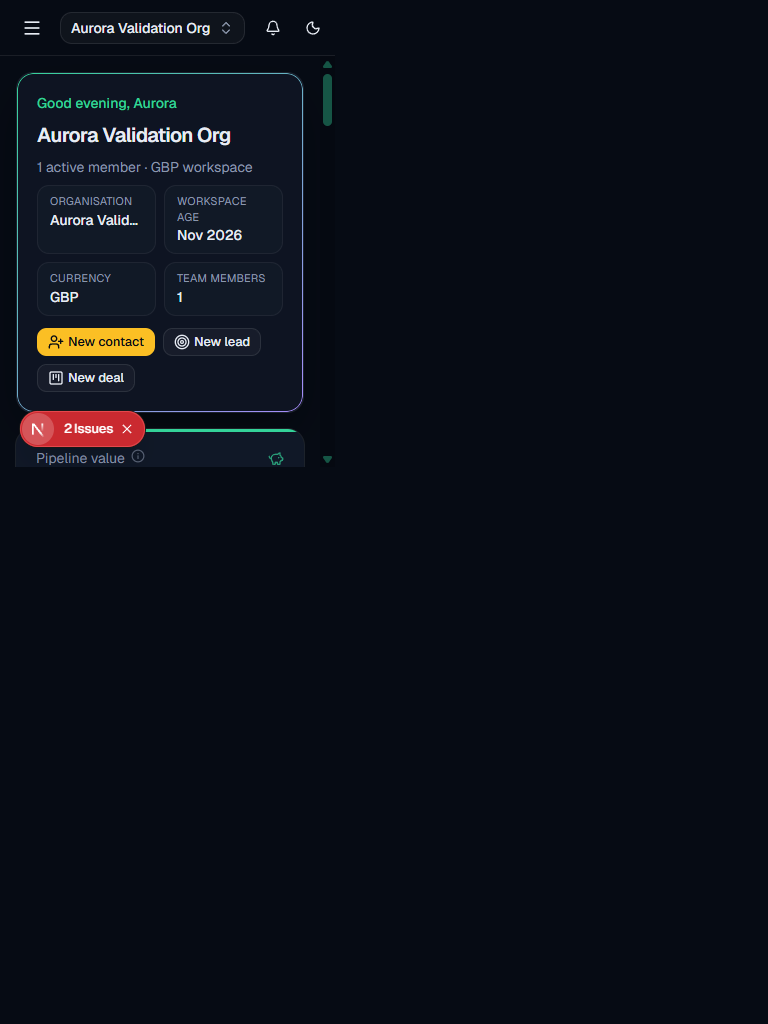 Aurora Validation Org
Good evening, Aurora
Aurora Validation Org
1 active member · GBP workspace
ORGANISATION
Aurora Valid...
WORKSPACE
AGE
Nov 2026
CURRENCY
GBP
TEAM MEMBERS
1
New contact
New lead
New deal
N
2 Issues
Pipeline value